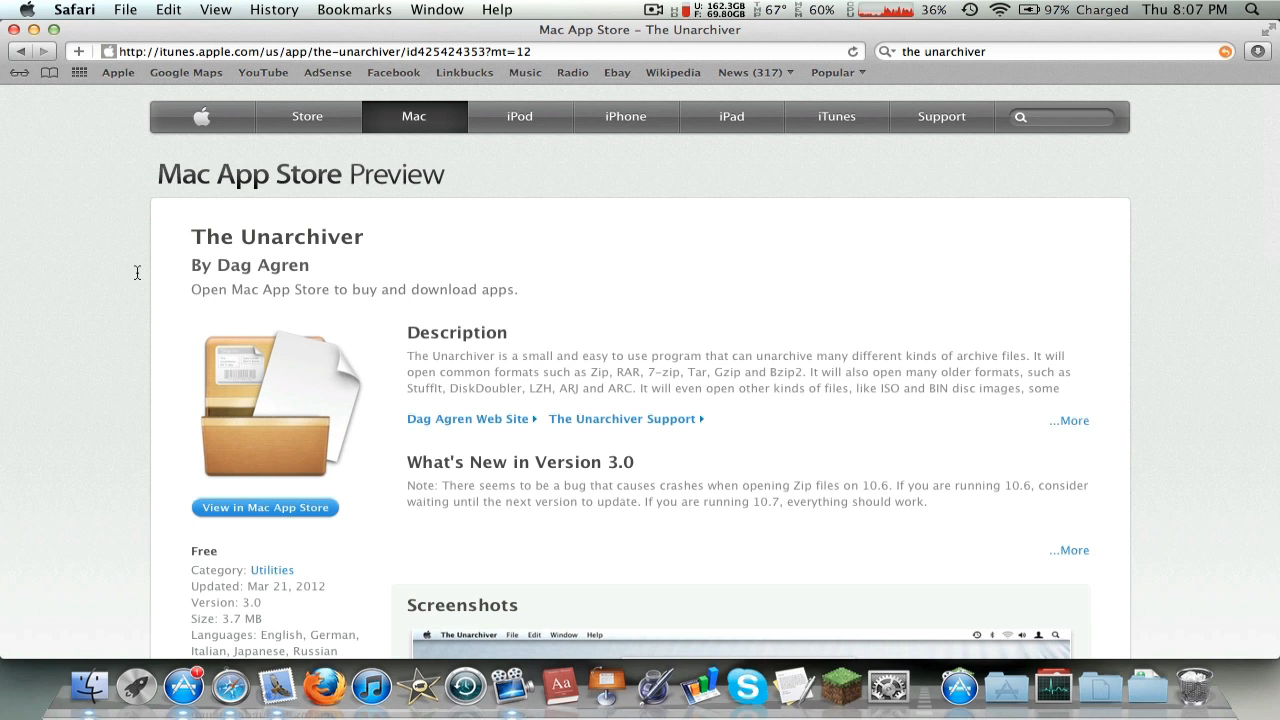 Safari File Edit View History Bookmarks Window Help U: 162.3GB F: 69.80GB 67° 60% 36% 97% Charged Thu 8:07 PM
Mac App Store – The Unarchiver
http://itunes.apple.com/us/app/the-unarchiver/id425424353?mt=12 the unarchiver
Apple Google Maps YouTube AdSense Facebook Linkbucks Music Radio Ebay Wikipedia News (317) Popular
Store Mac iPod iPhone iPad iTunes Support
Mac App Store Preview
The Unarchiver
By Dag Agren
Open Mac App Store to buy and download apps.
Description
The Unarchiver is a small and easy to use program that can unarchive many different kinds of archive files. It will
open common formats such as Zip, RAR, 7-zip, Tar, Gzip and Bzip2. It will also open many older formats, such as
StuffIt, DiskDoubler, LZH, ARJ and ARC. It will even open other kinds of files, like ISO and BIN disc images, some
Dag Agren Web Site The Unarchiver Support ...More
What's New in Version 3.0
Note: There seems to be a bug that causes crashes when opening Zip files on 10.6. If you are running 10.6, consider
waiting until the next version to update. If you are running 10.7, everything should work.
...More
View in Mac App Store
Free
Category: Utilities
Updated: Mar 21, 2012
Version: 3.0
Size: 3.7 MB
Languages: English, German,
Italian, Japanese, Russian
Screenshots
The Unarchiver File Edit Window Help
1
Aa